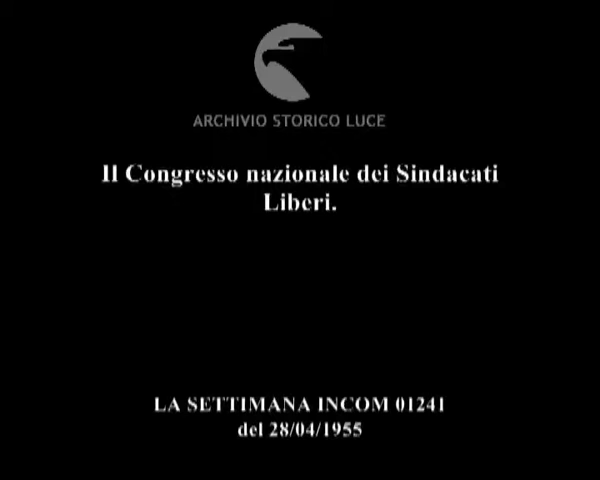 ARCHIVIO STORICO LUCE
Il Congresso nazionale dei Sindacati
Liberi.
LA SETTIMANA INCOM 01241
del 28/04/1955